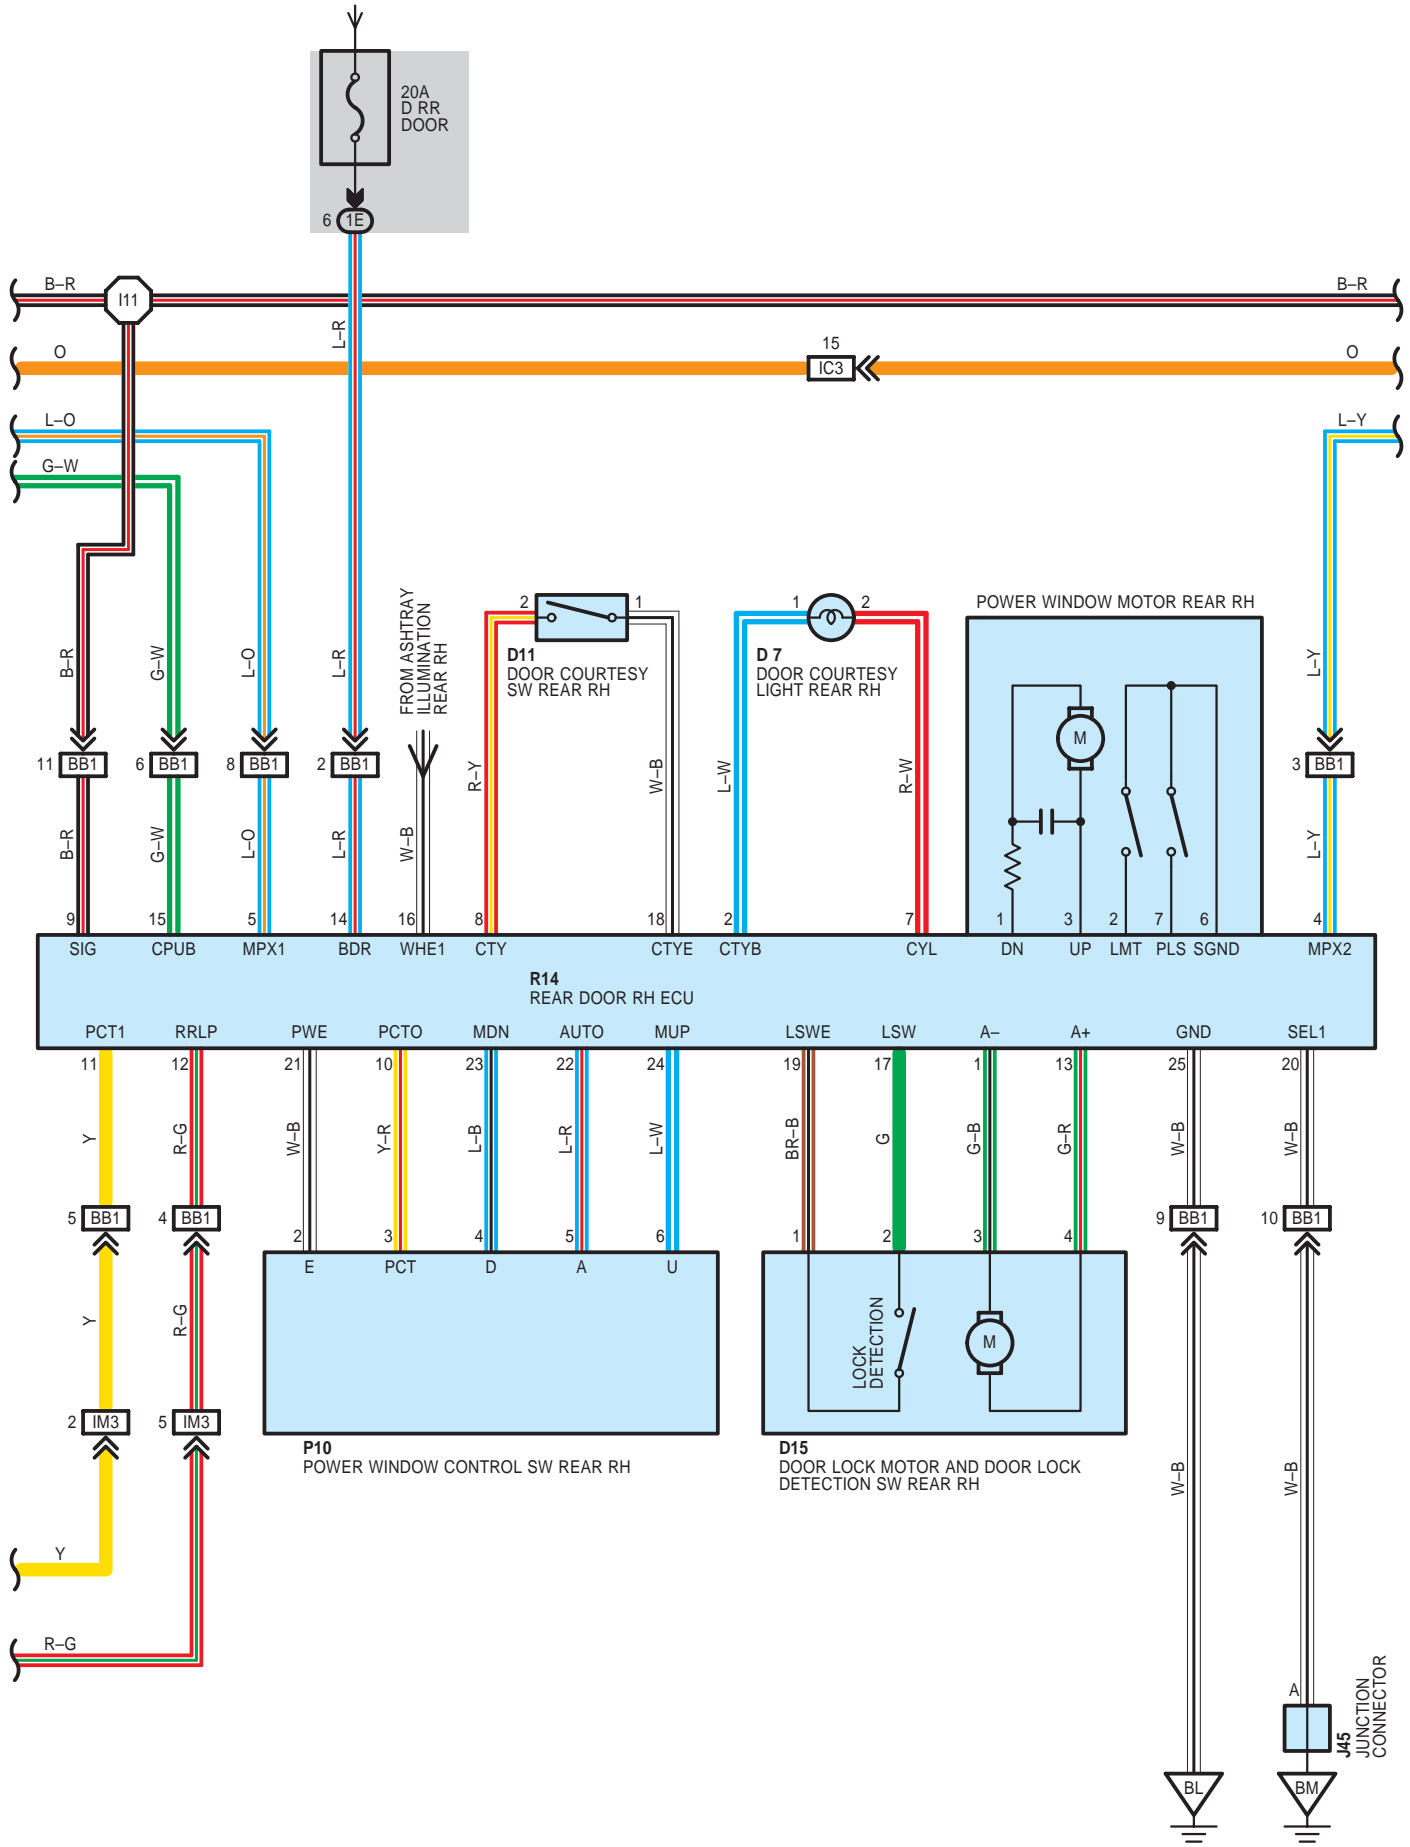 20A
D RR
DOOR
6 1E
B–R
I11
B–R
L–R
O
15
IC3
O
L–O
L–Y
G–W
B–R
G–W
L–O
L–R
FROM ASHTRAY
ILLUMINATION
REAR RH
2
1
D11
DOOR COURTESY
SW REAR RH
1
2
D 7
DOOR COURTESY
LIGHT REAR RH
POWER WINDOW MOTOR REAR RH
M
L–Y
11 BB1
6 BB1
8 BB1
2 BB1
3 BB1
R–Y
W–B
L–W
R–W
B–R
G–W
L–O
L–R
W–B
L–Y
9 15 5 14 16 8 18 2 7 1 3 2 7 6 4
SIG CPUB MPX1 BDR WHE1 CTY CTYE CTYB CYL DN UP LMT PLS SGND MPX2
R14
REAR DOOR RH ECU
PCT1 RRLP PWE PCTO MDN AUTO MUP LSWE LSW A– A+ GND SEL1
11 12 21 10 23 22 24 19 17 1 13 25 20
Y
R–G
W–B
Y–R
L–B
L–R
L–W
BR–B
G
G–B
G–R
W–B
W–B
5 BB1
4 BB1
9 BB1
10 BB1
2 3 4 5 6 1 2 3 4
E PCT D A U
Y
R–G
LOCK
DETECTION
M
2 IM3
5 IM3
P10
POWER WINDOW CONTROL SW REAR RH
D15
DOOR LOCK MOTOR AND DOOR LOCK
DETECTION SW REAR RH
W–B
W–B
Y
R–G
A
J45
JUNCTION
CONNECTOR
BL
BM